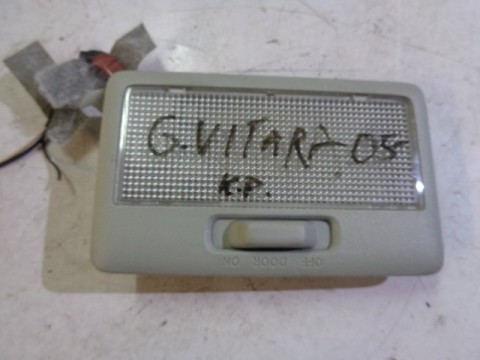 G.VITARA-05
K.P.
OFF DOOR ON